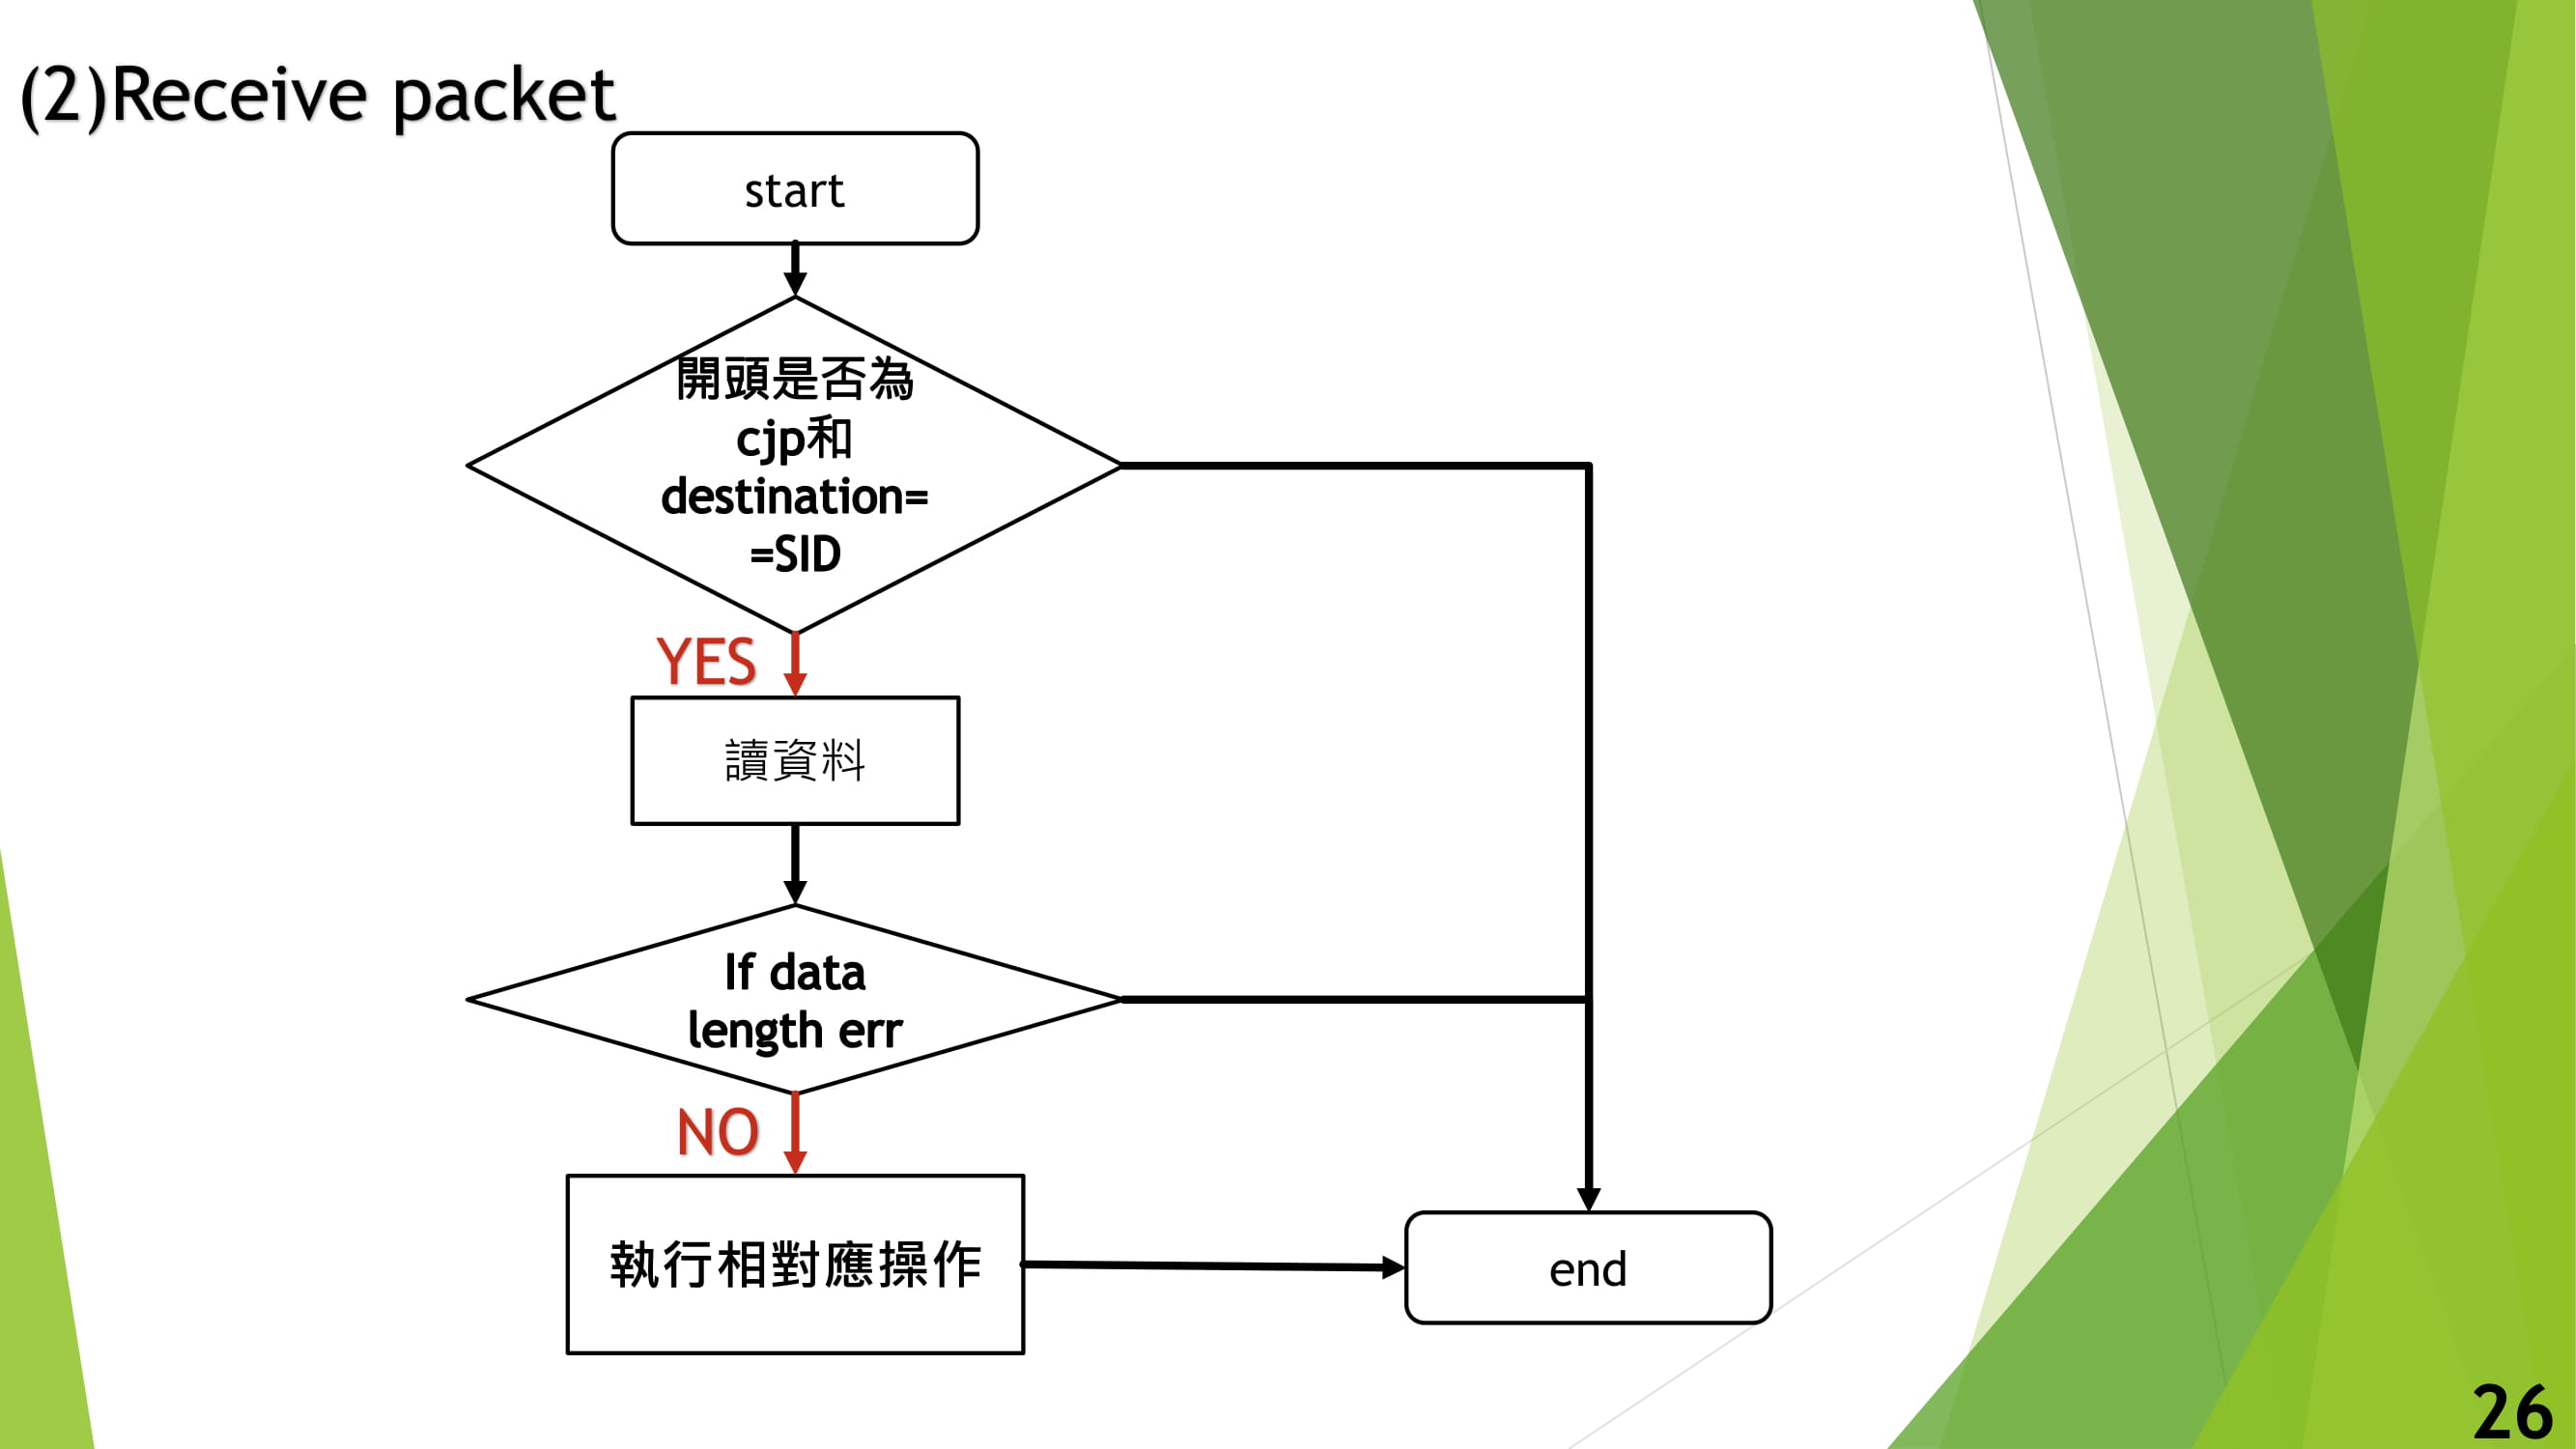 (2)Receive packet
start
開頭是否為
cjp和
destination=
=SID
YES
讀資料
If data
length err
NO
執行相對應操作
end
26